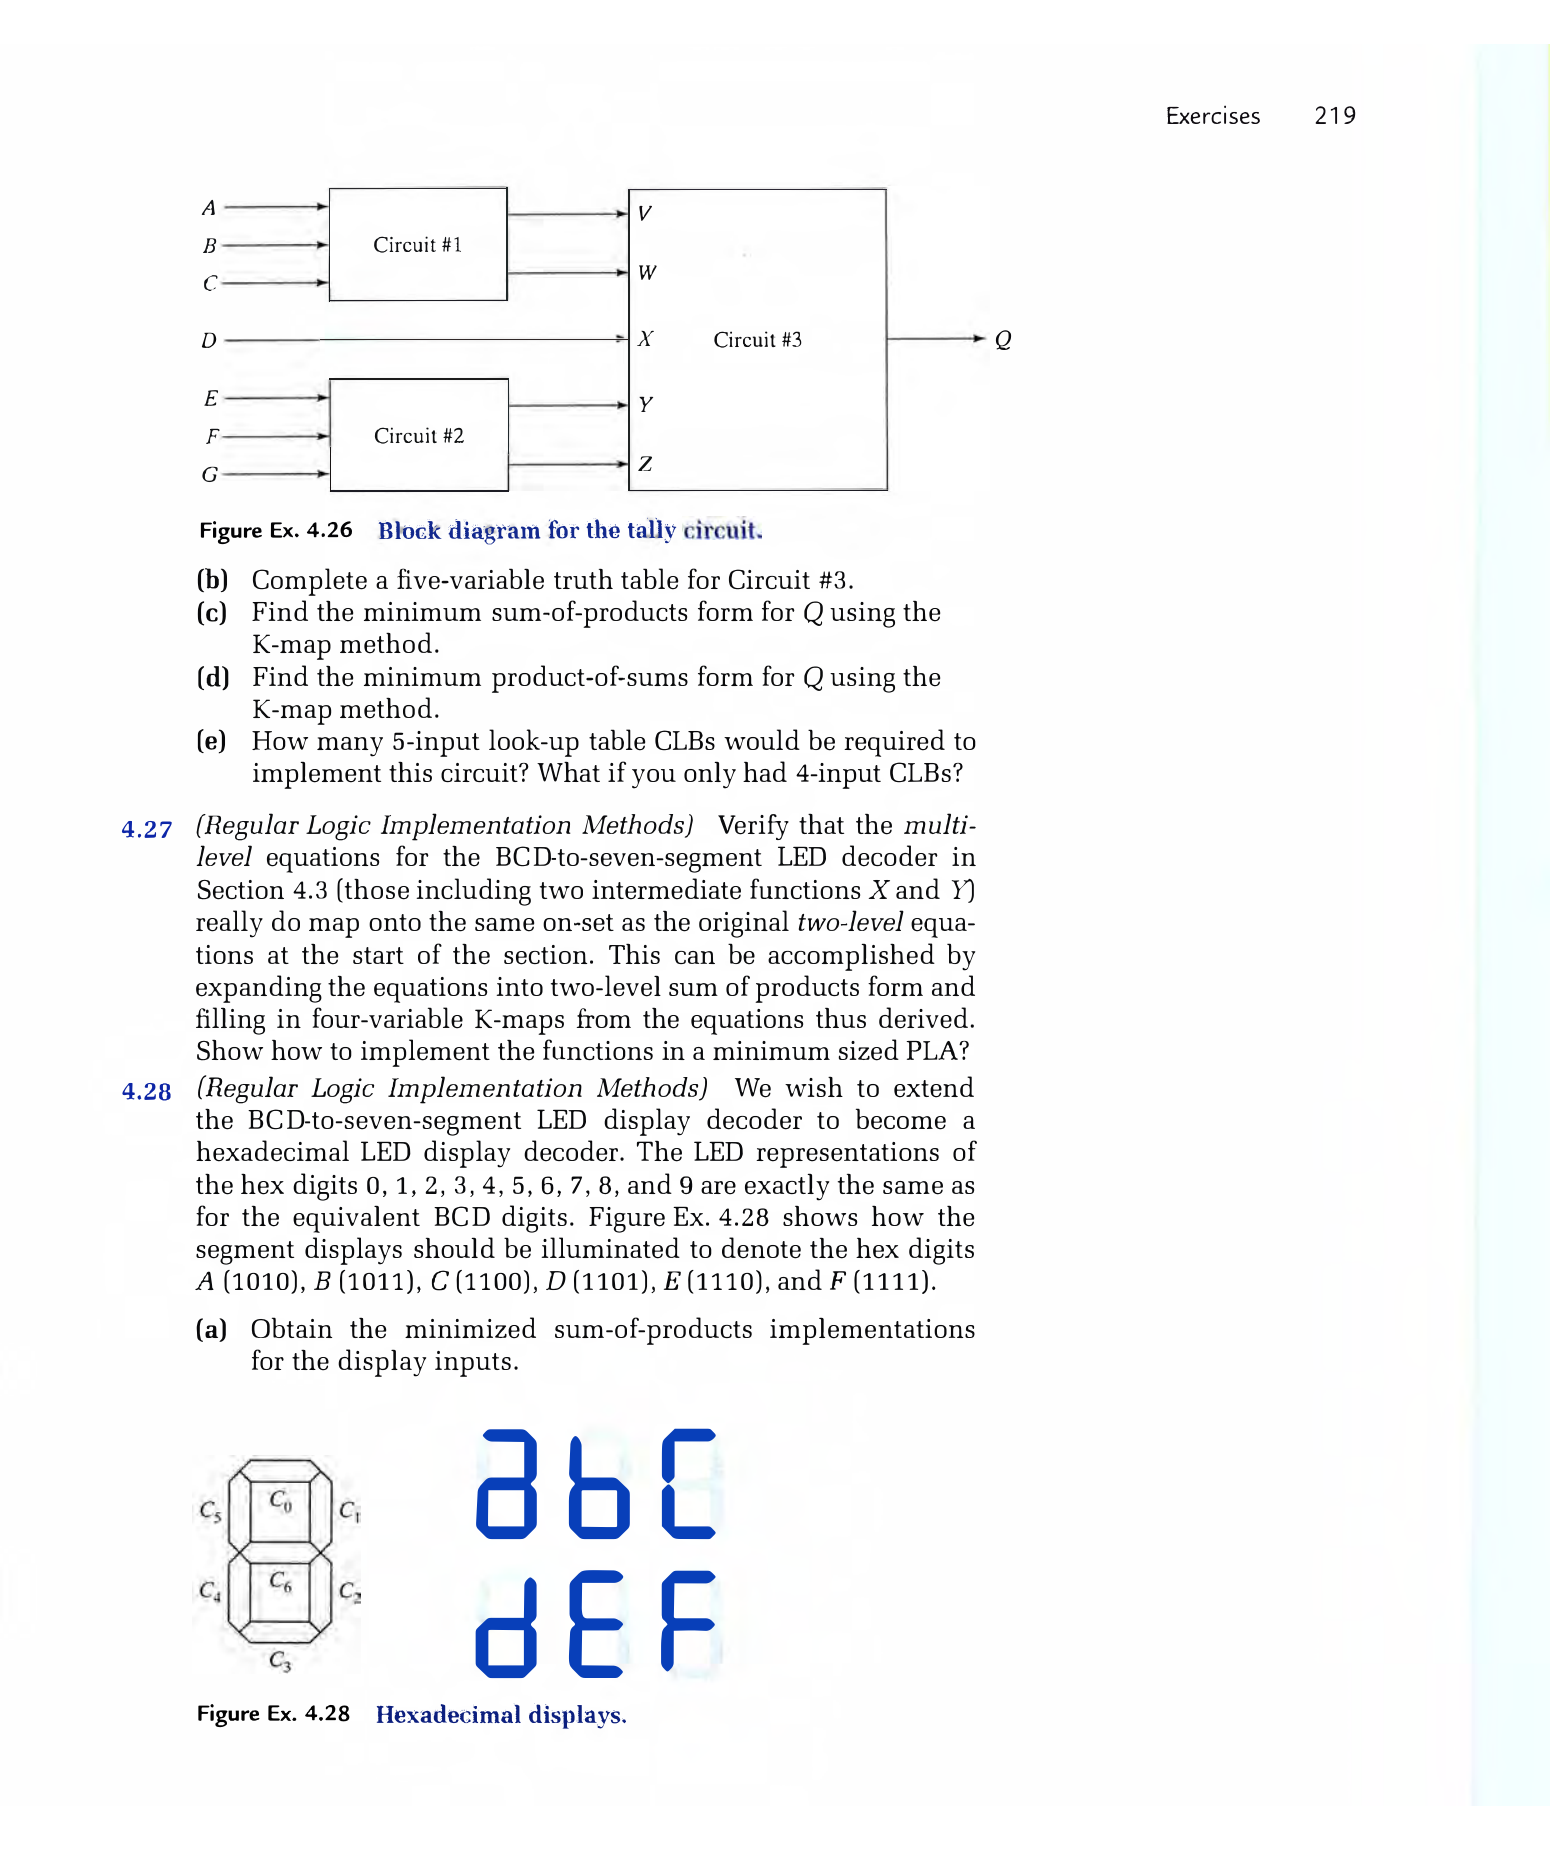 Exercises 219
A
B
C
D
E
F
G
Circuit #1
Circuit #2
V
W
X
Y
Z
Circuit #3
Q
Figure Ex. 4.26 Block diagram for the tally circuit.
(b) Complete a five-variable truth table for Circuit #3.
(c) Find the minimum sum-of-products form for Q using the
K-map method.
(d) Find the minimum product-of-sums form for Q using the
K-map method.
(e) How many 5-input look-up table CLBs would be required to
implement this circuit? What if you only had 4-input CLBs?
4.27 (Regular Logic Implementation Methods) Verify that the multi-
level equations for the BCD-to-seven-segment LED decoder in
Section 4.3 (those including two intermediate functions X and Y)
really do map onto the same on-set as the original two-level equa-
tions at the start of the section. This can be accomplished by
expanding the equations into two-level sum of products form and
filling in four-variable K-maps from the equations thus derived.
Show how to implement the functions in a minimum sized PLA?
4.28 (Regular Logic Implementation Methods) We wish to extend
the BCD-to-seven-segment LED display decoder to become a
hexadecimal LED display decoder. The LED representations of
the hex digits 0, 1, 2, 3, 4, 5, 6, 7, 8, and 9 are exactly the same as
for the equivalent BCD digits. Figure Ex. 4.28 shows how the
segment displays should be illuminated to denote the hex digits
A (1010), B (1011), C (1100), D (1101), E (1110), and F (1111).
(a) Obtain the minimized sum-of-products implementations
for the display inputs.
C5 C0 C1
C4 C6 C2
C3
a b C
d E F
Figure Ex. 4.28 Hexadecimal displays.